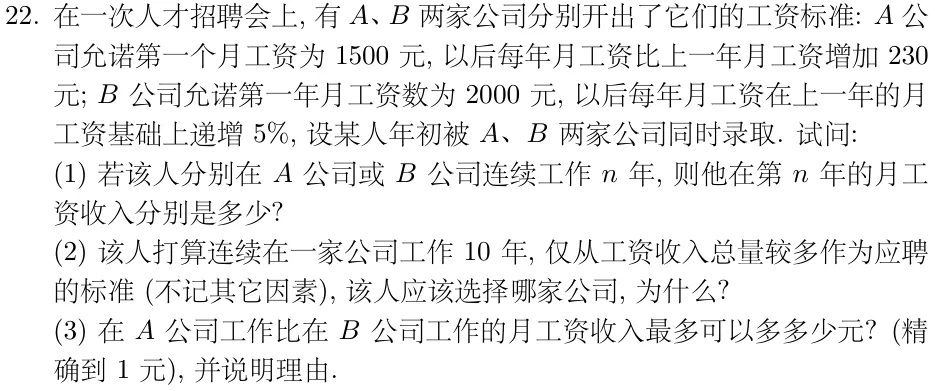 22. 在一次人才招聘会上, 有 A、B 两家公司分别开出了它们的工资标准: A 公
司允诺第一个月工资为 1500 元, 以后每年月工资比上一年月工资增加 230
元; B 公司允诺第一年月工资数为 2000 元, 以后每年月工资在上一年的月
工资基础上递增 5%, 设某人年初被 A、B 两家公司同时录取. 试问:
(1) 若该人分别在 A 公司或 B 公司连续工作 n 年, 则他在第 n 年的月工
资收入分别是多少?
(2) 该人打算连续在一家公司工作 10 年, 仅从工资收入总量较多作为应聘
的标准 (不记其它因素), 该人应该选择哪家公司, 为什么?
(3) 在 A 公司工作比在 B 公司工作的月工资收入最多可以多多少元? (精
确到 1 元), 并说明理由.